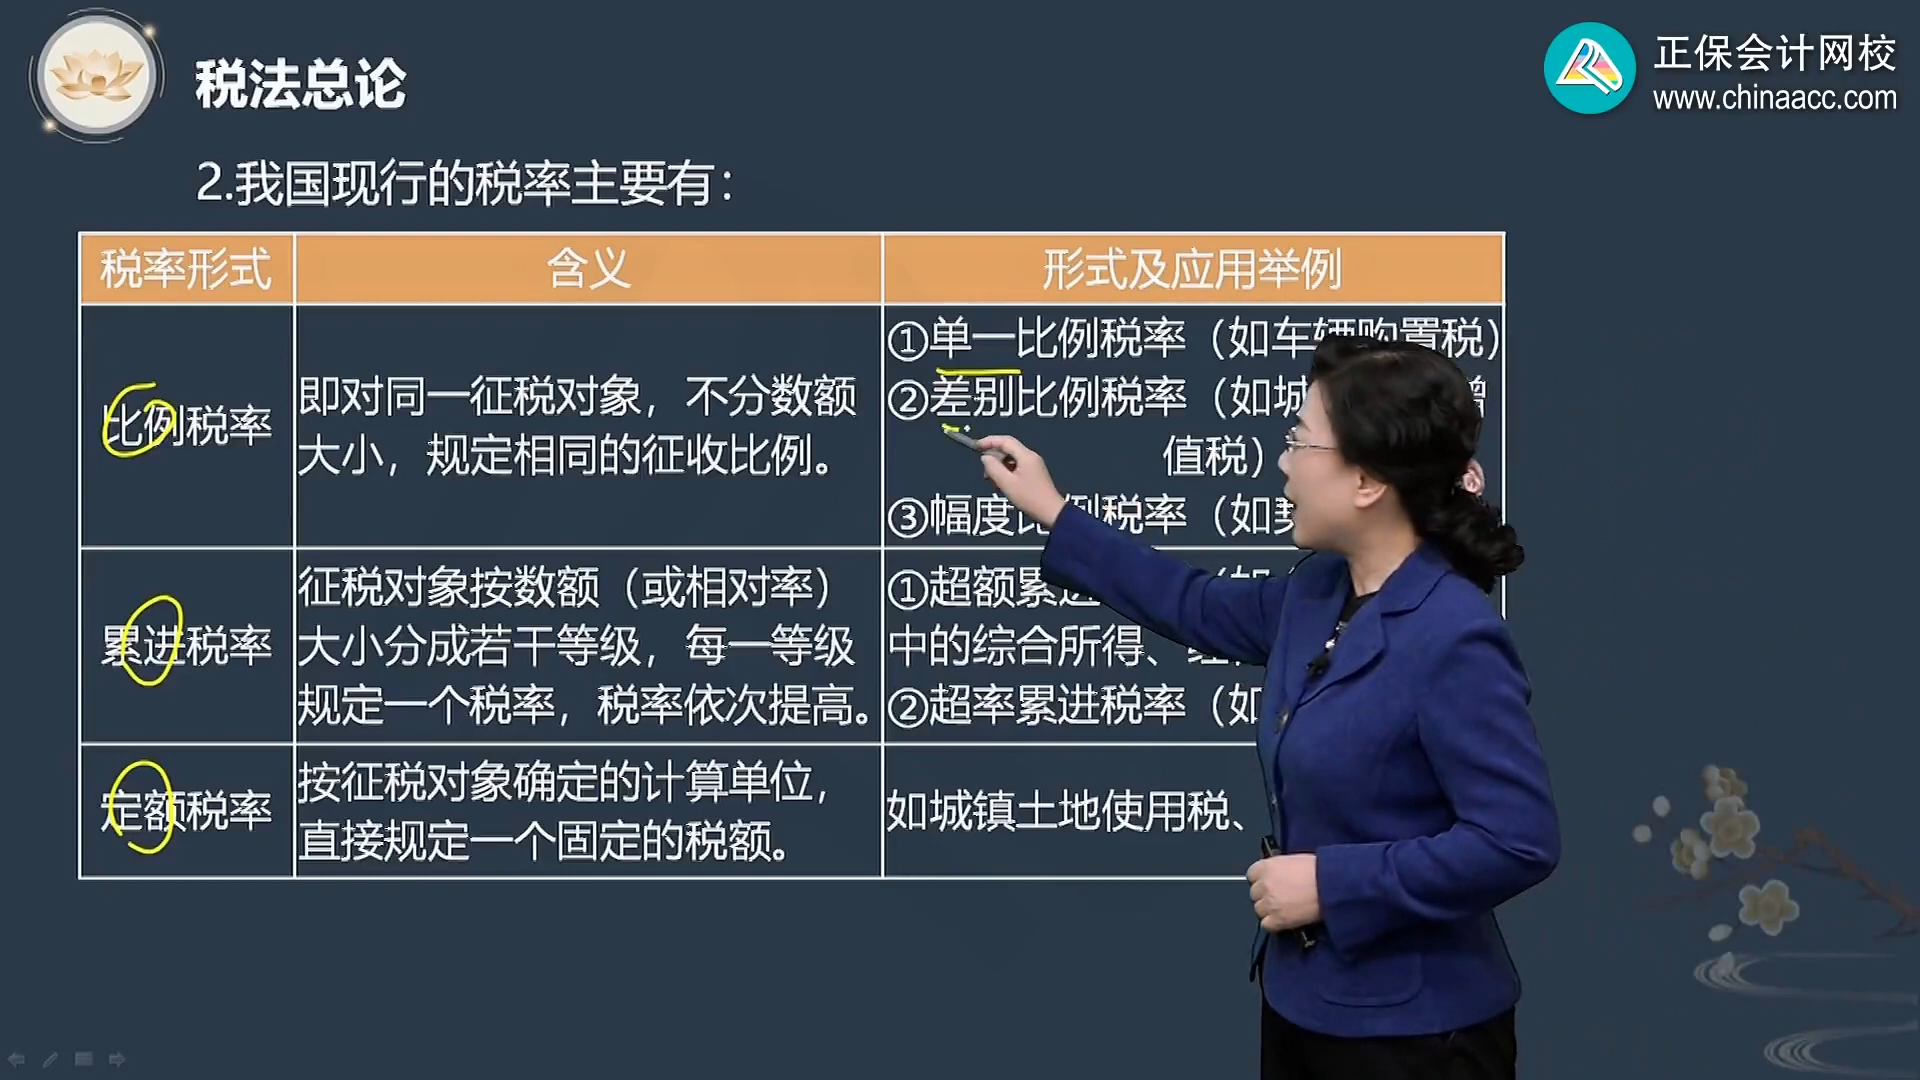 税法总论
正保会计网校
www.chinaacc.com
2.我国现行的税率主要有：
税率形式
含义
形式及应用举例
比例税率
即对同一征税对象，不分数额
大小，规定相同的征收比例。
①单一比例税率（如车辆购置税）
②差别比例税率（如城
增
值税）
③幅度比例税率（如
累进税率
征税对象按数额（或相对率）
大小分成若干等级，每一等级
规定一个税率，税率依次提高。
①超额累进
中的综合所得、
②超率累进税率（如
定额税率
按征税对象确定的计算单位，
直接规定一个固定的税额。
如城镇土地使用税、